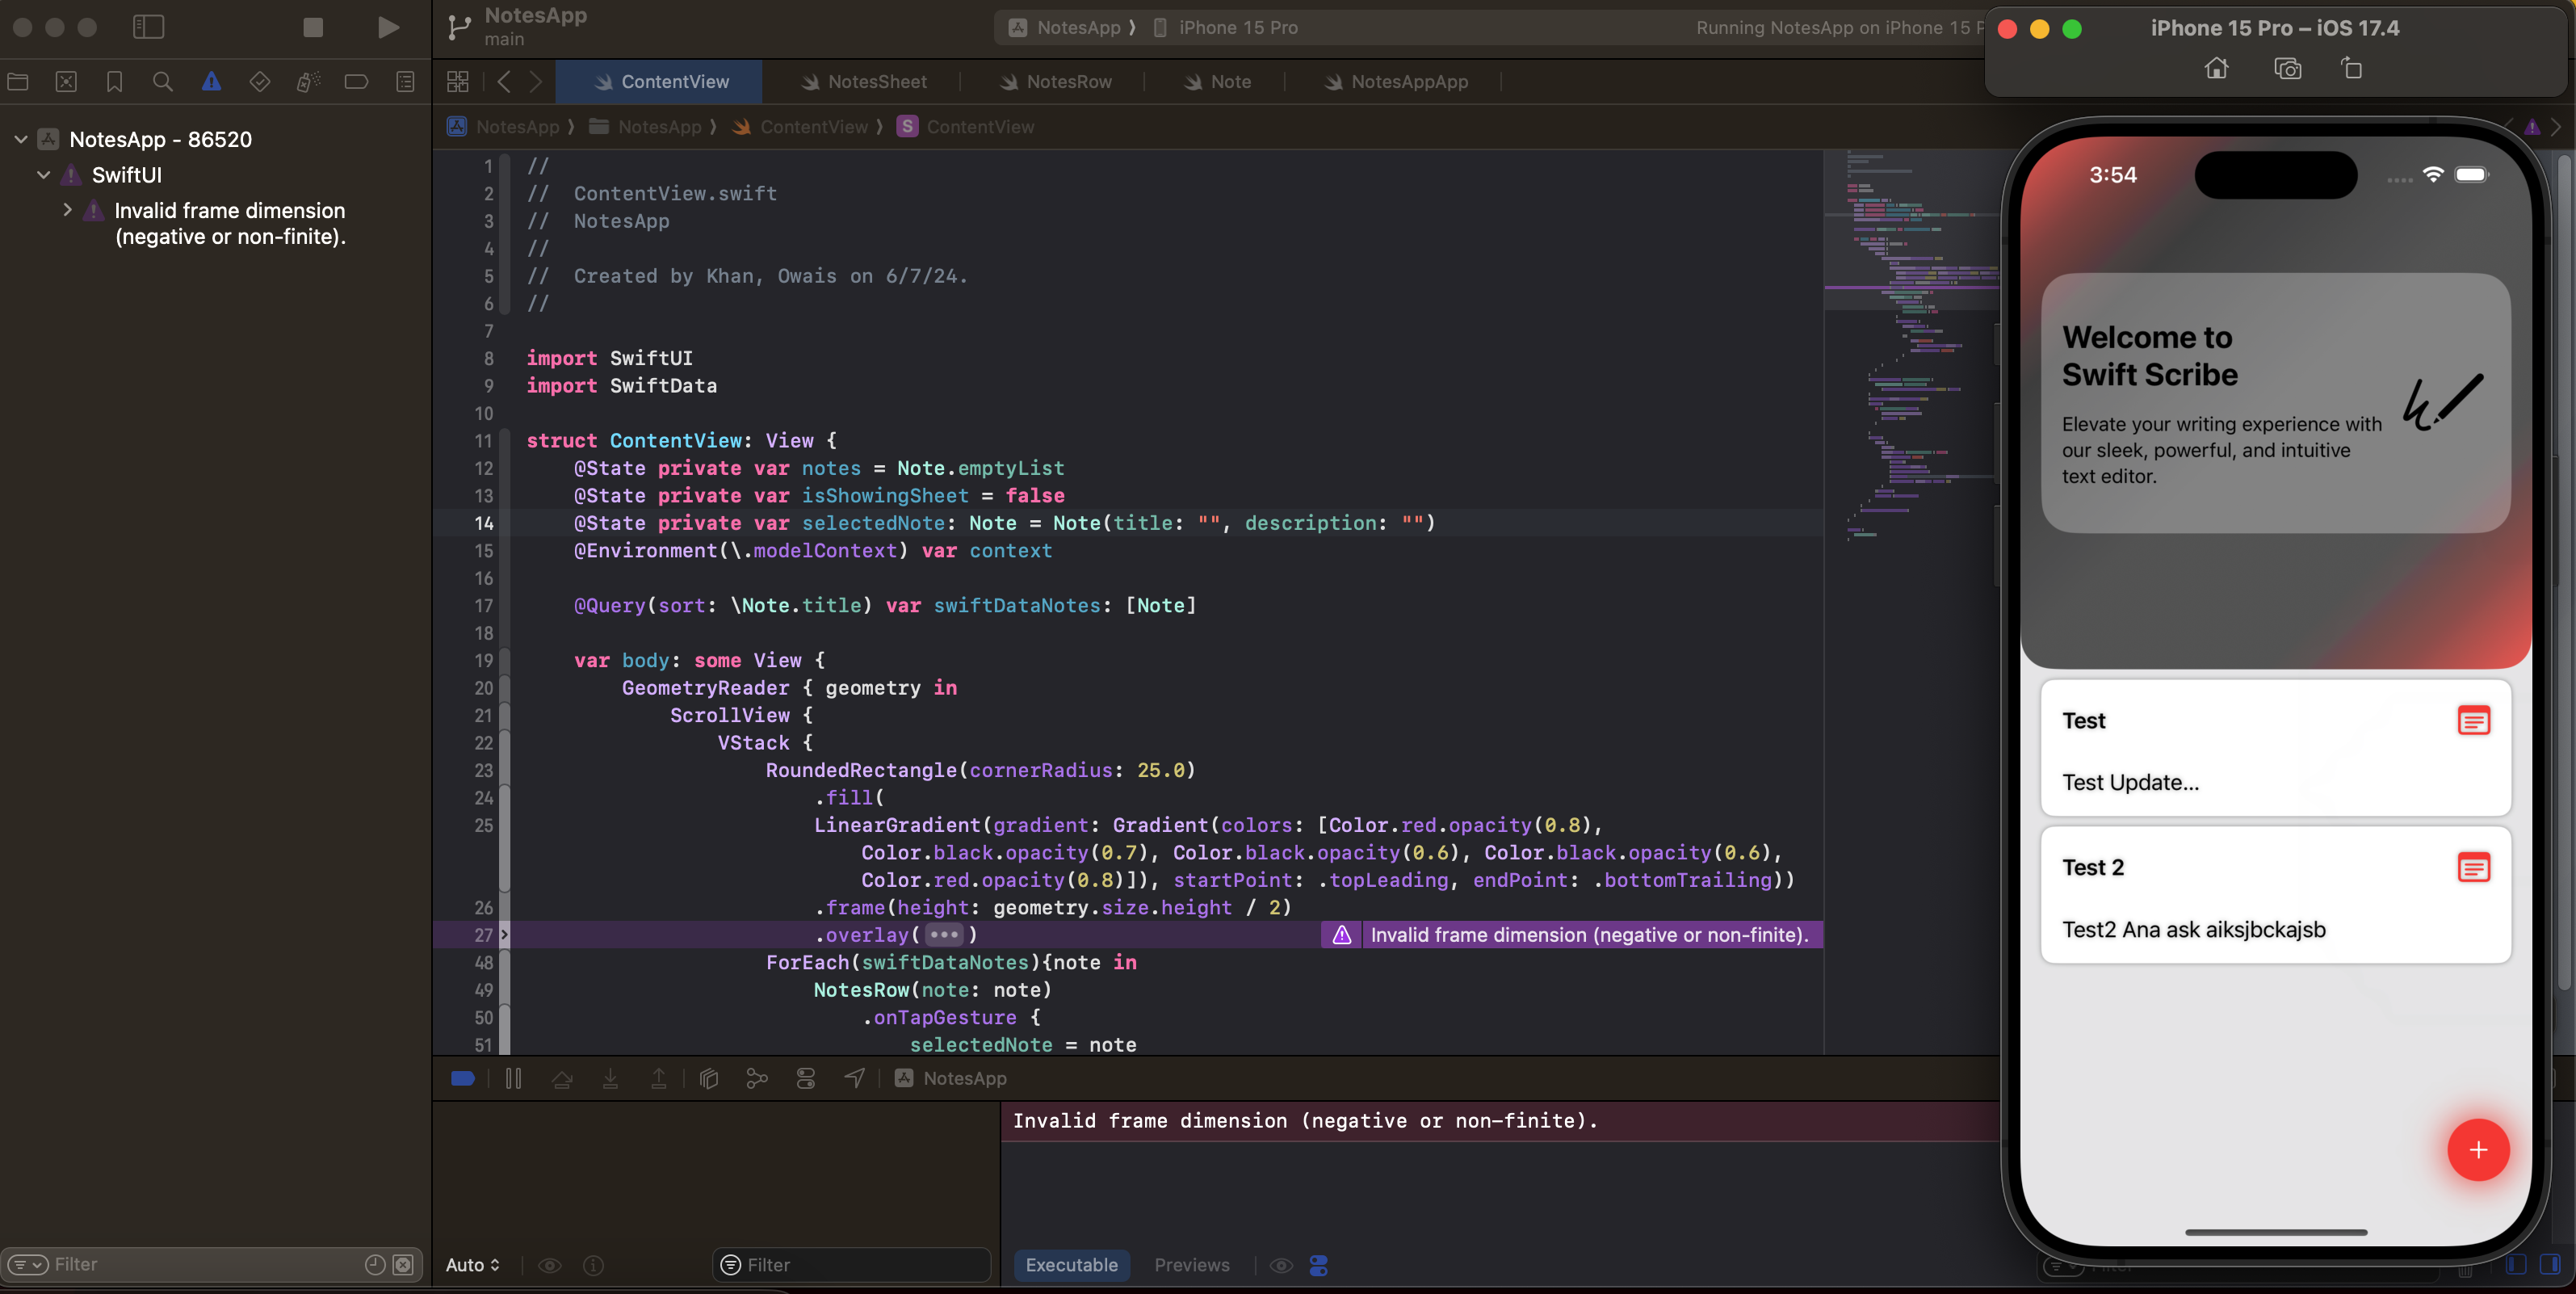 NotesApp
main
NotesApp ⟩ iPhone 15 Pro
Running NotesApp on iPhone 15 P
iPhone 15 Pro – iOS 17.4
ContentView
NotesSheet
NotesRow
Note
NotesAppApp
NotesApp ⟩ NotesApp ⟩ ContentView ⟩ S ContentView
NotesApp - 86520
SwiftUI
Invalid frame dimension
(negative or non-finite).
1 //
2 //  ContentView.swift
3 //  NotesApp
4 //
5 //  Created by Khan, Owais on 6/7/24.
6 //
7
8 import SwiftUI
9 import SwiftData
10
11 struct ContentView: View {
12     @State private var notes = Note.emptyList
13     @State private var isShowingSheet = false
14     @State private var selectedNote: Note = Note(title: "", description: "")
15     @Environment(\.modelContext) var context
16
17     @Query(sort: \Note.title) var swiftDataNotes: [Note]
18
19     var body: some View {
20         GeometryReader { geometry in
21             ScrollView {
22                 VStack {
23                     RoundedRectangle(cornerRadius: 25.0)
24                         .fill(
25                         LinearGradient(gradient: Gradient(colors: [Color.red.opacity(0.8),
Color.black.opacity(0.7), Color.black.opacity(0.6), Color.black.opacity(0.6),
Color.red.opacity(0.8)]), startPoint: .topLeading, endPoint: .bottomTrailing))
26                         .frame(height: geometry.size.height / 2)
27                         .overlay(•••)
Invalid frame dimension (negative or non-finite).
48                     ForEach(swiftDataNotes){note in
49                         NotesRow(note: note)
50                             .onTapGesture {
51                                 selectedNote = note
NotesApp
Invalid frame dimension (negative or non-finite).
Filter
Auto
Filter
Executable
Previews
Filter
3:54
Welcome to
Swift Scribe
Elevate your writing experience with
our sleek, powerful, and intuitive
text editor.
Test
Test Update...
Test 2
Test2 Ana ask aiksjbckajsb
+